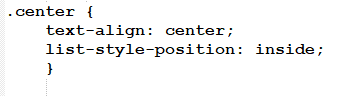 .center {
    text-align: center;
    list-style-position: inside;
    }